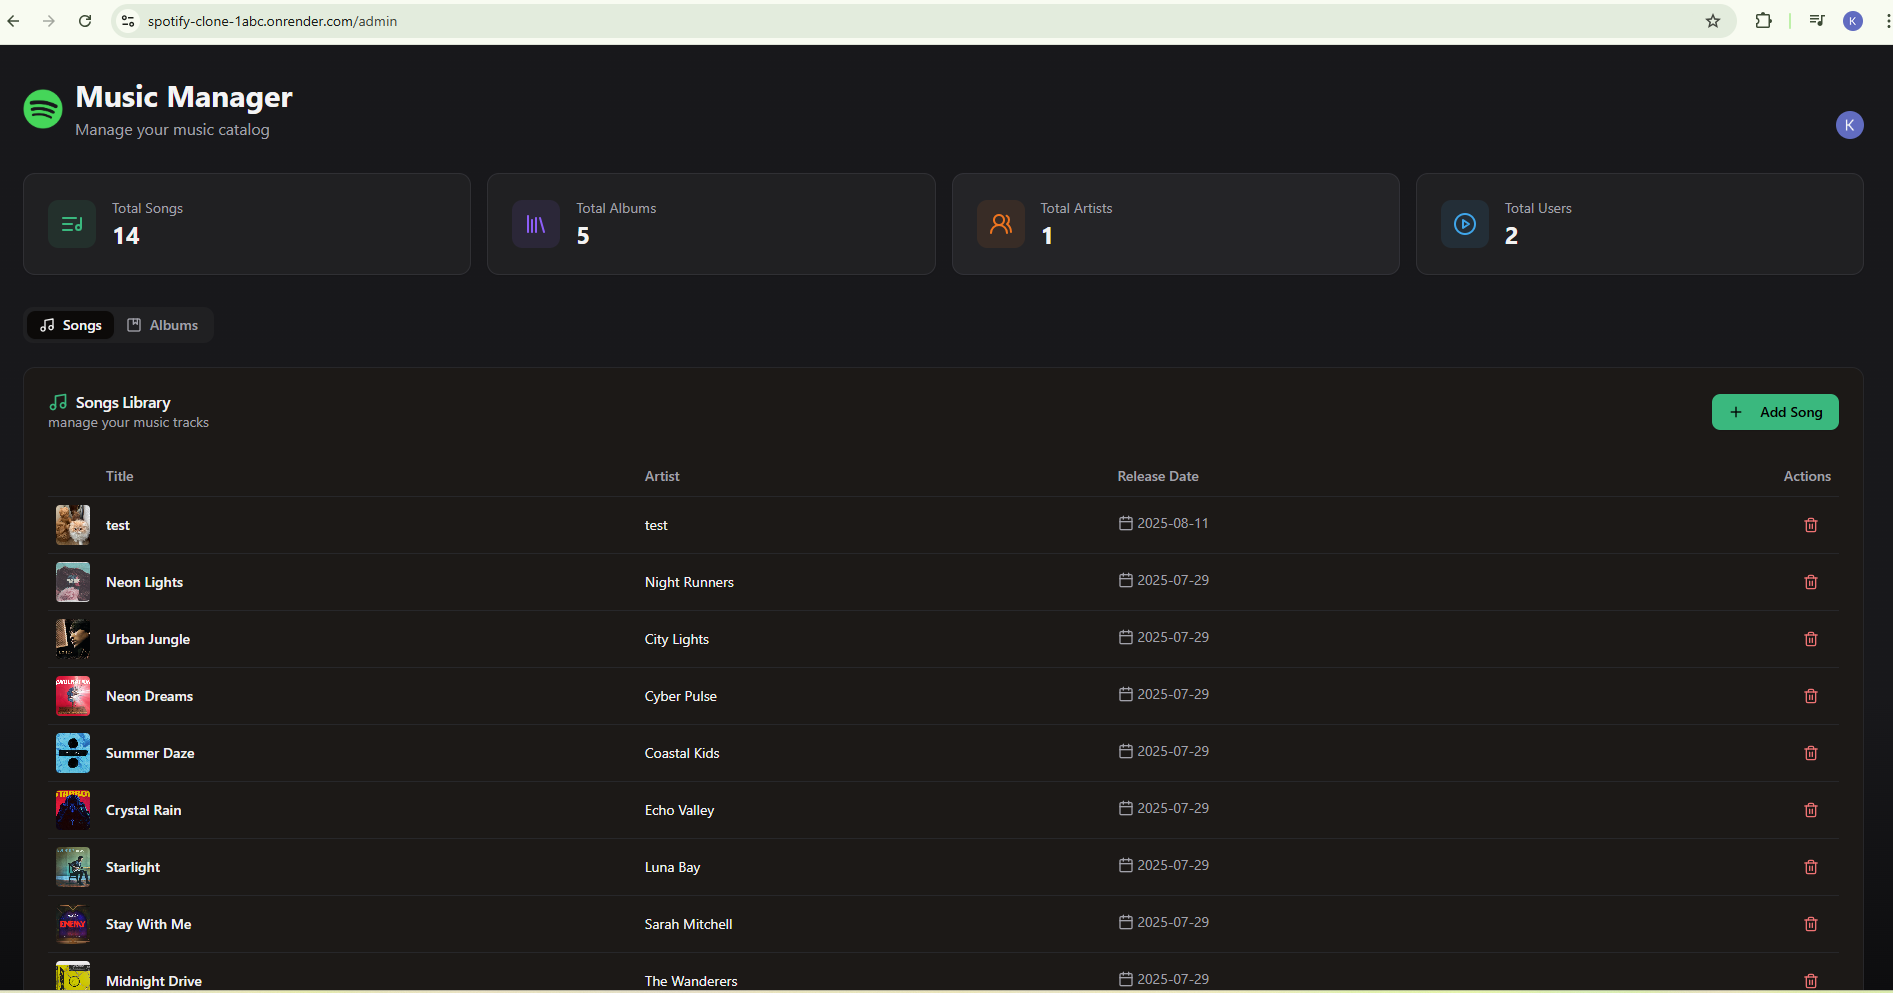 spotify-clone-1abc.onrender.com/admin
K
Music Manager
Manage your music catalog
K
Total Songs
14
Total Albums
5
Total Artists
1
Total Users
2
Songs
Albums
Songs Library
manage your music tracks
+ Add Song
Title Artist Release Date Actions
test test 2025-08-11
Neon Lights Night Runners 2025-07-29
Urban Jungle City Lights 2025-07-29
Neon Dreams Cyber Pulse 2025-07-29
Summer Daze Coastal Kids 2025-07-29
Crystal Rain Echo Valley 2025-07-29
Starlight Luna Bay 2025-07-29
ENEMY
Stay With Me Sarah Mitchell 2025-07-29
Midnight Drive The Wanderers 2025-07-29